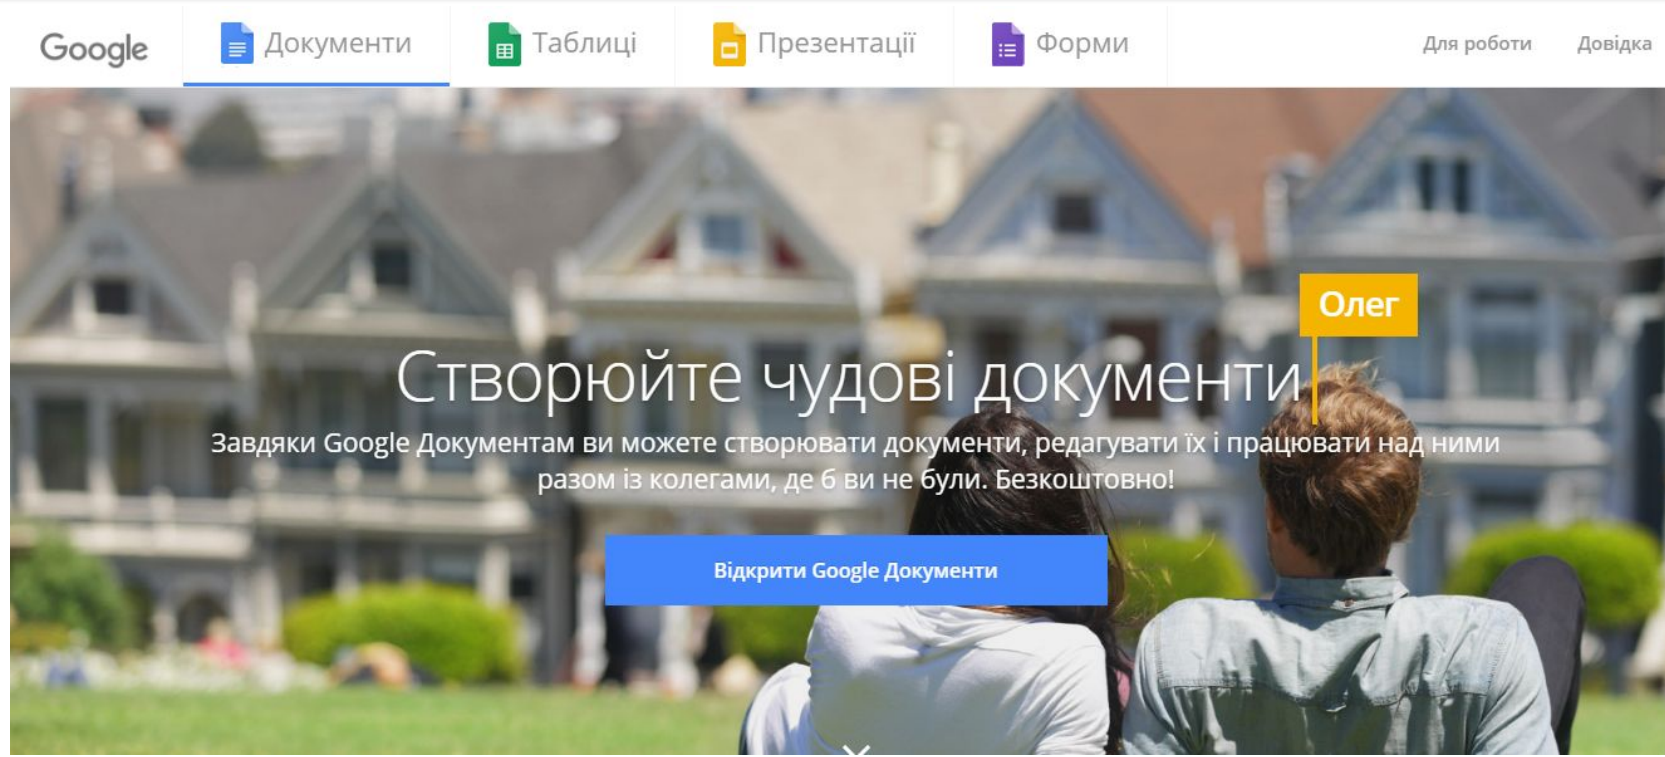 Google
Документи
Таблиці
Презентації
Форми
Для роботи
Довідка
Олег
Створюйте чудові документи
Завдяки Google Документам ви можете створювати документи, редагувати їх і працювати над ними
разом із колегами, де б ви не були. Безкоштовно!
Відкрити Google Документи